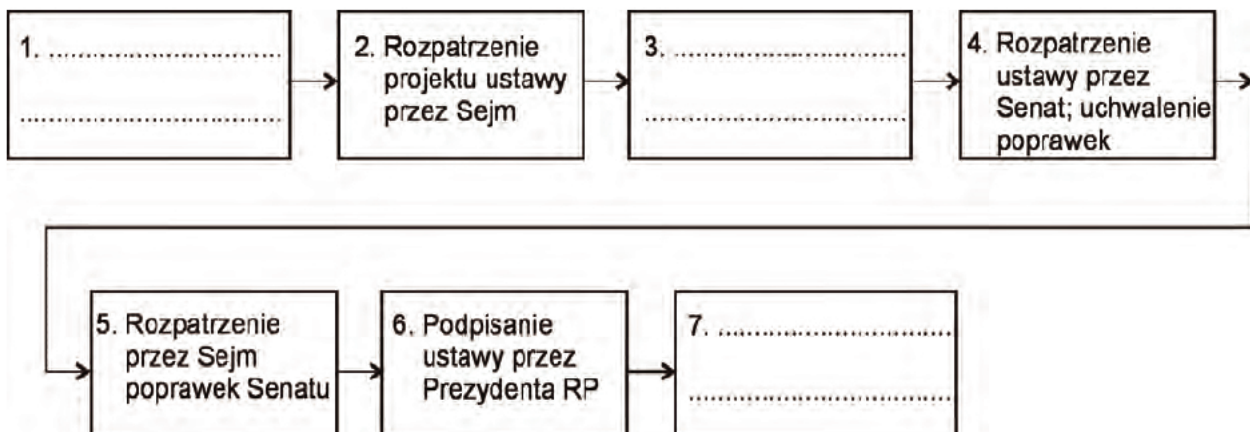 1. ................................
................................
2. Rozpatrzenie
projektu ustawy
przez Sejm
3. ................................
................................
4. Rozpatrzenie
ustawy przez
Senat; uchwalenie
poprawek
5. Rozpatrzenie
przez Sejm
poprawek Senatu
6. Podpisanie
ustawy przez
Prezydenta RP
7. ................................
................................